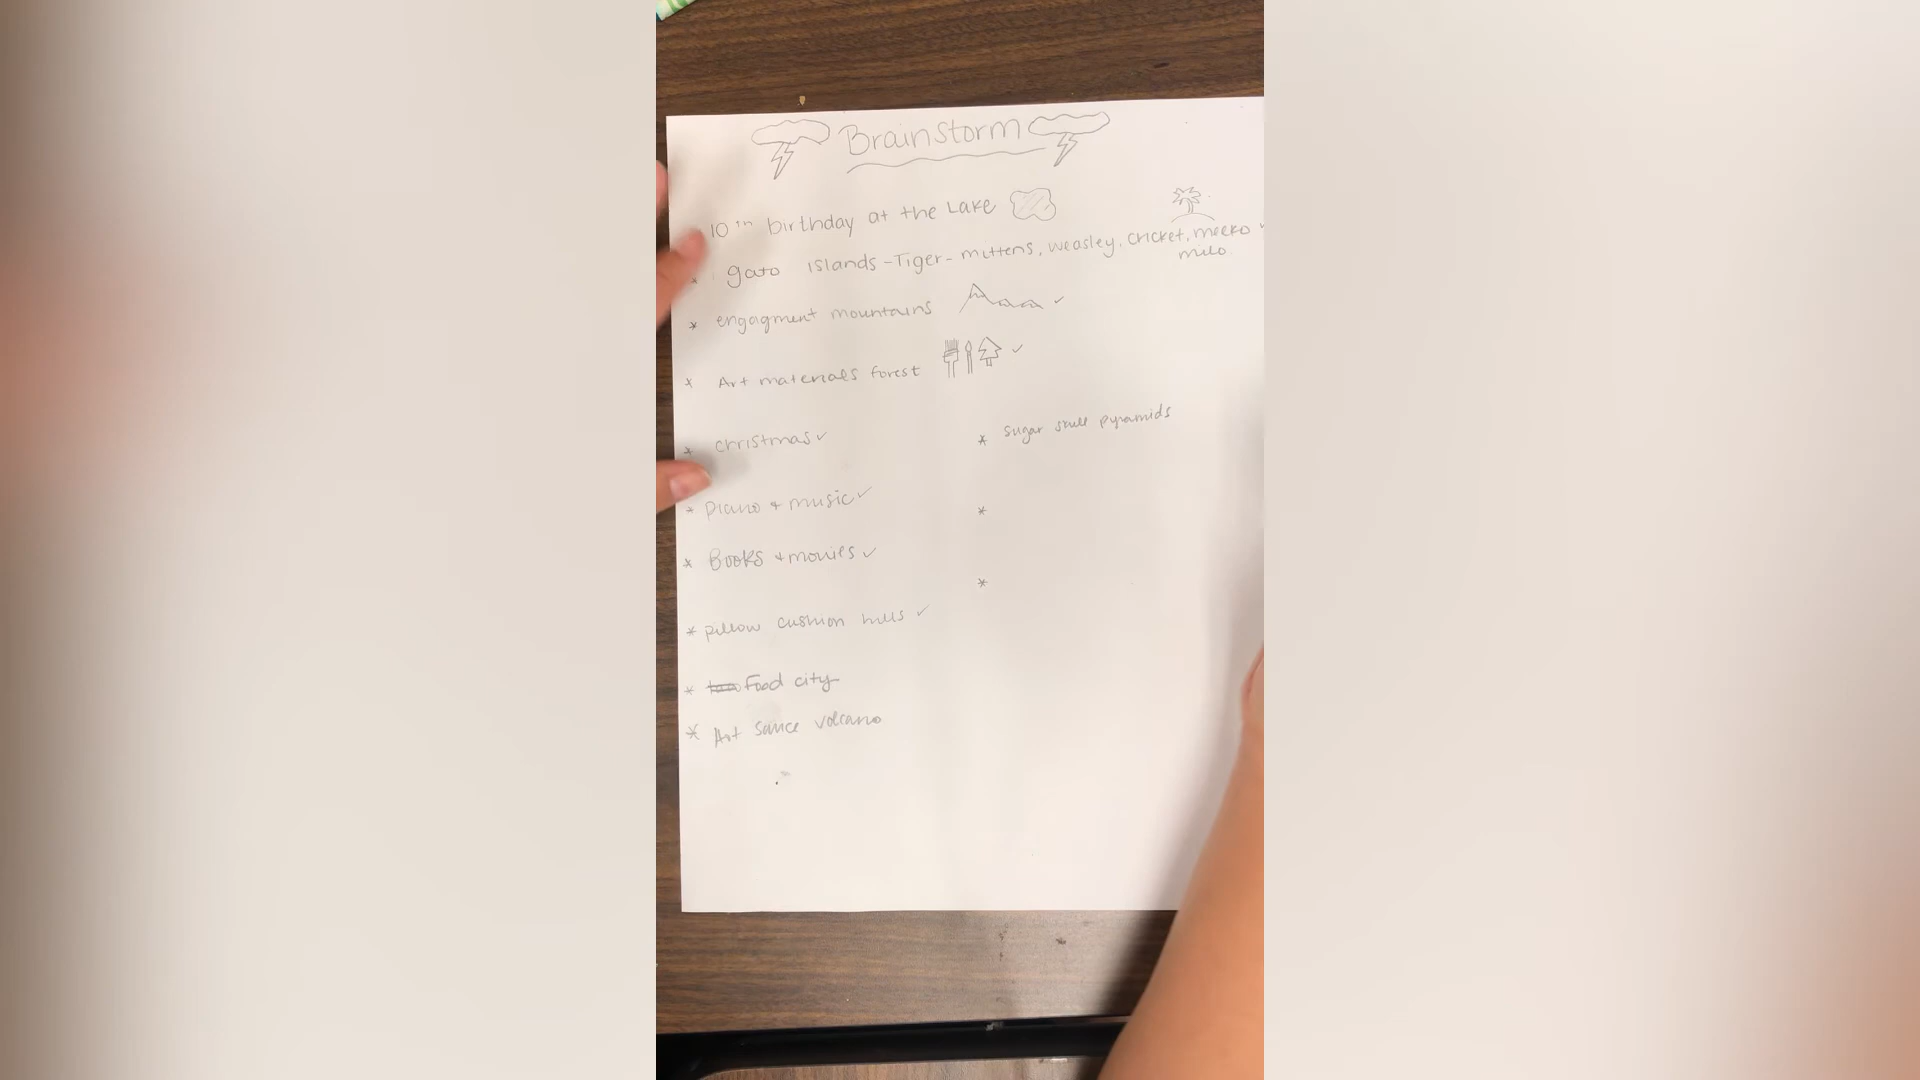 Brainstorm
10th birthday at the Lake
* gato islands - Tiger - mittens, weasley, cricket, meeko ✓
milo
* engagment mountains ✓
* Art materials forest ✓
* christmas ✓
* sugar skull pyramids
* piano + music ✓
*
* Books + movies ✓
*
* pillow cushion hills ✓
* Food city
* Art sauce volcano